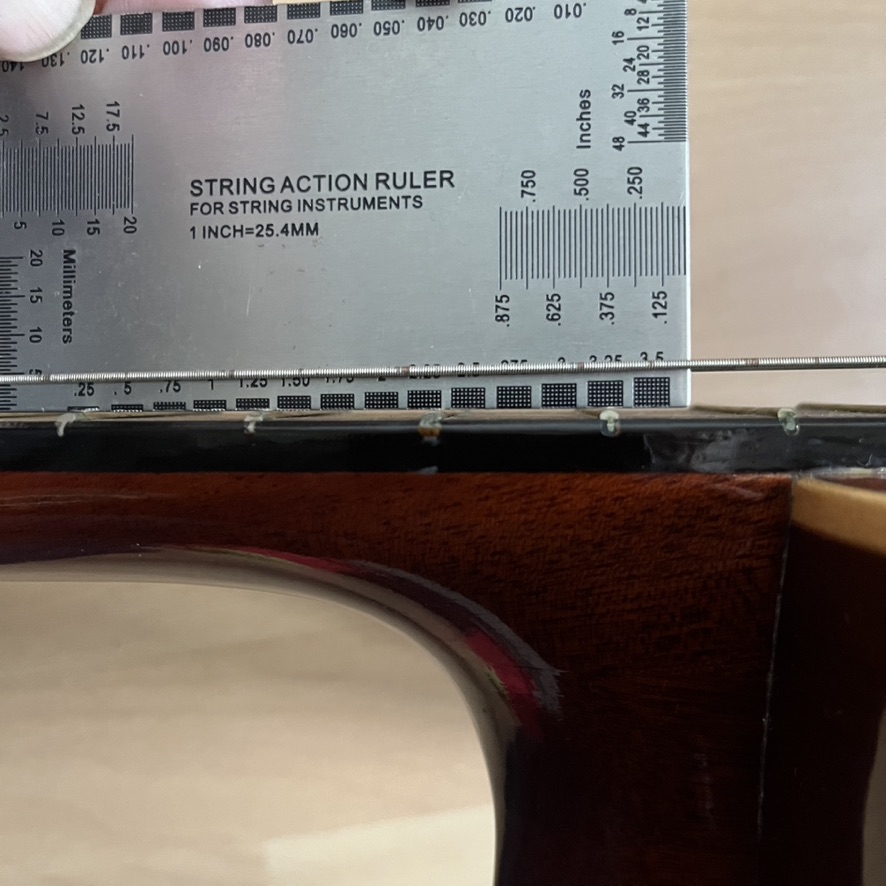 .120 .110 .100 .090 .080 .070 .060 .050 .040 .030 .020 .010
8 12
16 20
24 28
32 36
40 44
48
Inches
7.5 12.5 17.5
5 10 15 20
STRING ACTION RULER
FOR STRING INSTRUMENTS
1 INCH=25.4MM
.750 .500 .250
.875 .625 .375 .125
20 15 10 5
Millimeters
.25 .5 .75 1 1.25 1.50